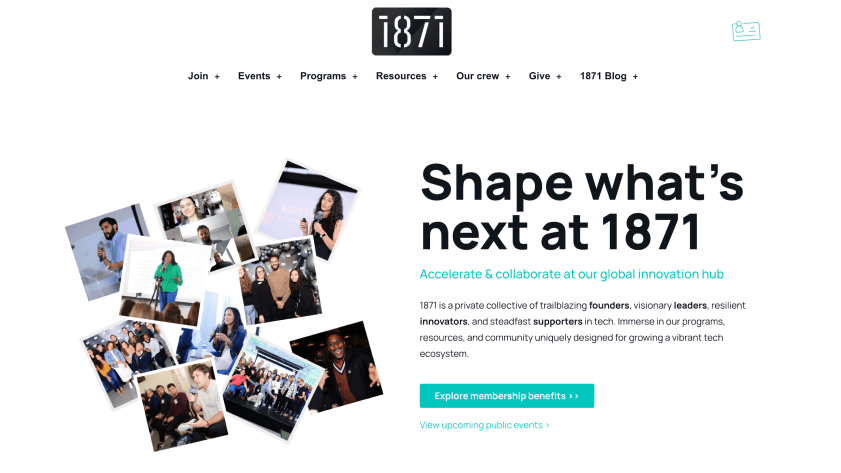 1871
Join + Events + Programs + Resources + Our crew + Give + 1871 Blog +
Shape what's
next at 1871
Accelerate & collaborate at our global innovation hub
1871 is a private collective of trailblazing founders, visionary leaders, resilient
innovators, and steadfast supporters in tech. Immerse in our programs,
resources, and community uniquely designed for growing a vibrant tech
ecosystem.
Explore membership benefits >>
View upcoming public events >